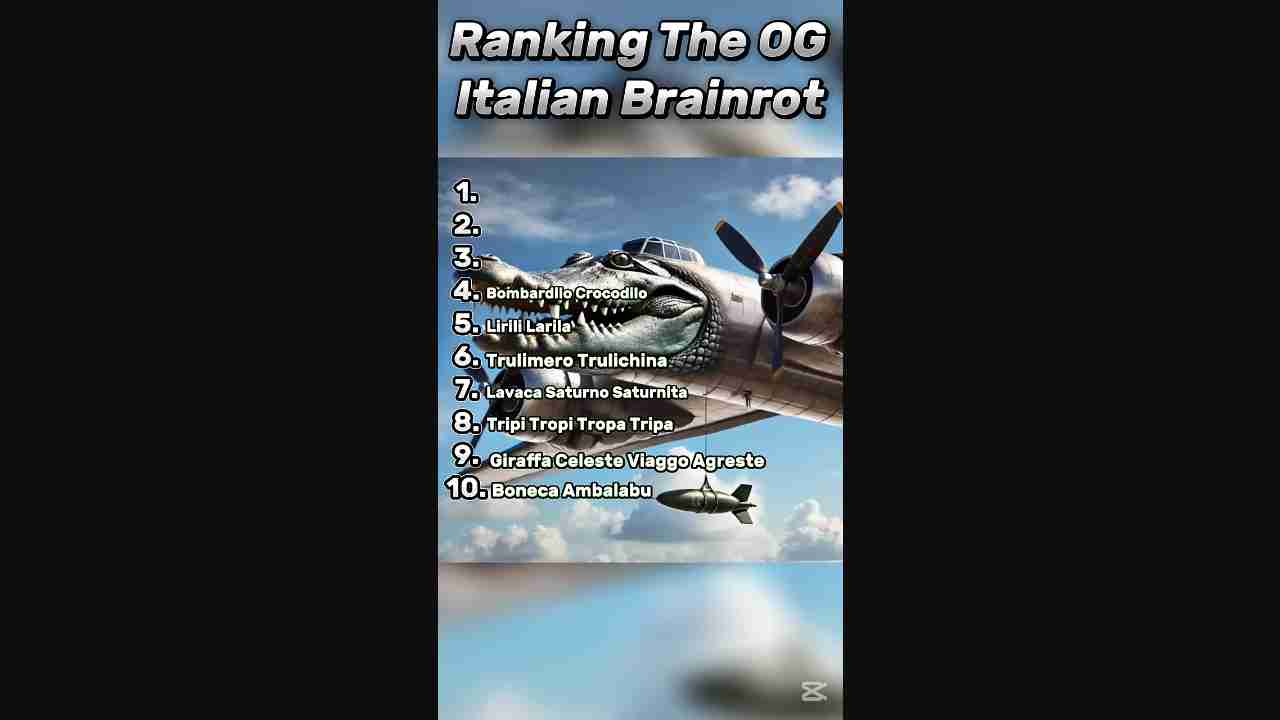 Ranking The OG
Italian Brainrot
1.
2.
3.
4. Bombardilo Crocodilo
5. Lirili Larila
6. Trulimero Trulichina
7. Lavaca Saturno Saturnita
8. Tripi Tropi Tropa Tripa
9. Giraffa Celeste Viaggo Agreste
10. Boneca Ambalabu